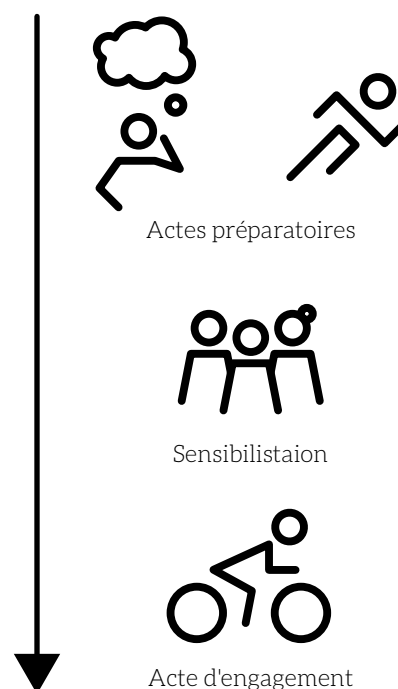 Actes préparatoires
Sensibilistaion
Acte d'engagement